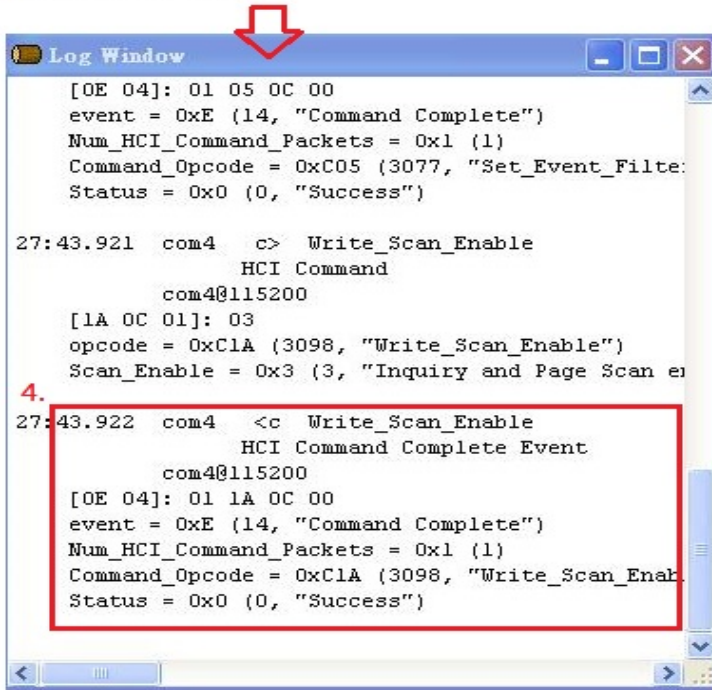 Log Window
[0E 04]: 01 05 0C 00
event = 0xE (14, "Command Complete")
Num_HCI_Command_Packets = 0x1 (1)
Command_Opcode = 0xC05 (3077, "Set_Event_Filte
Status = 0x0 (0, "Success")
27:43.921 com4 c> Write_Scan_Enable
HCI Command
com4@115200
[1A 0C 01]: 03
opcode = 0xC1A (3098, "Write_Scan_Enable")
Scan_Enable = 0x3 (3, "Inquiry and Page Scan en
4.
27:43.922 com4 <c Write_Scan_Enable
HCI Command Complete Event
com4@115200
[0E 04]: 01 1A 0C 00
event = 0xE (14, "Command Complete")
Num_HCI_Command_Packets = 0x1 (1)
Command_Opcode = 0xC1A (3098, "Write_Scan_Enab
Status = 0x0 (0, "Success")